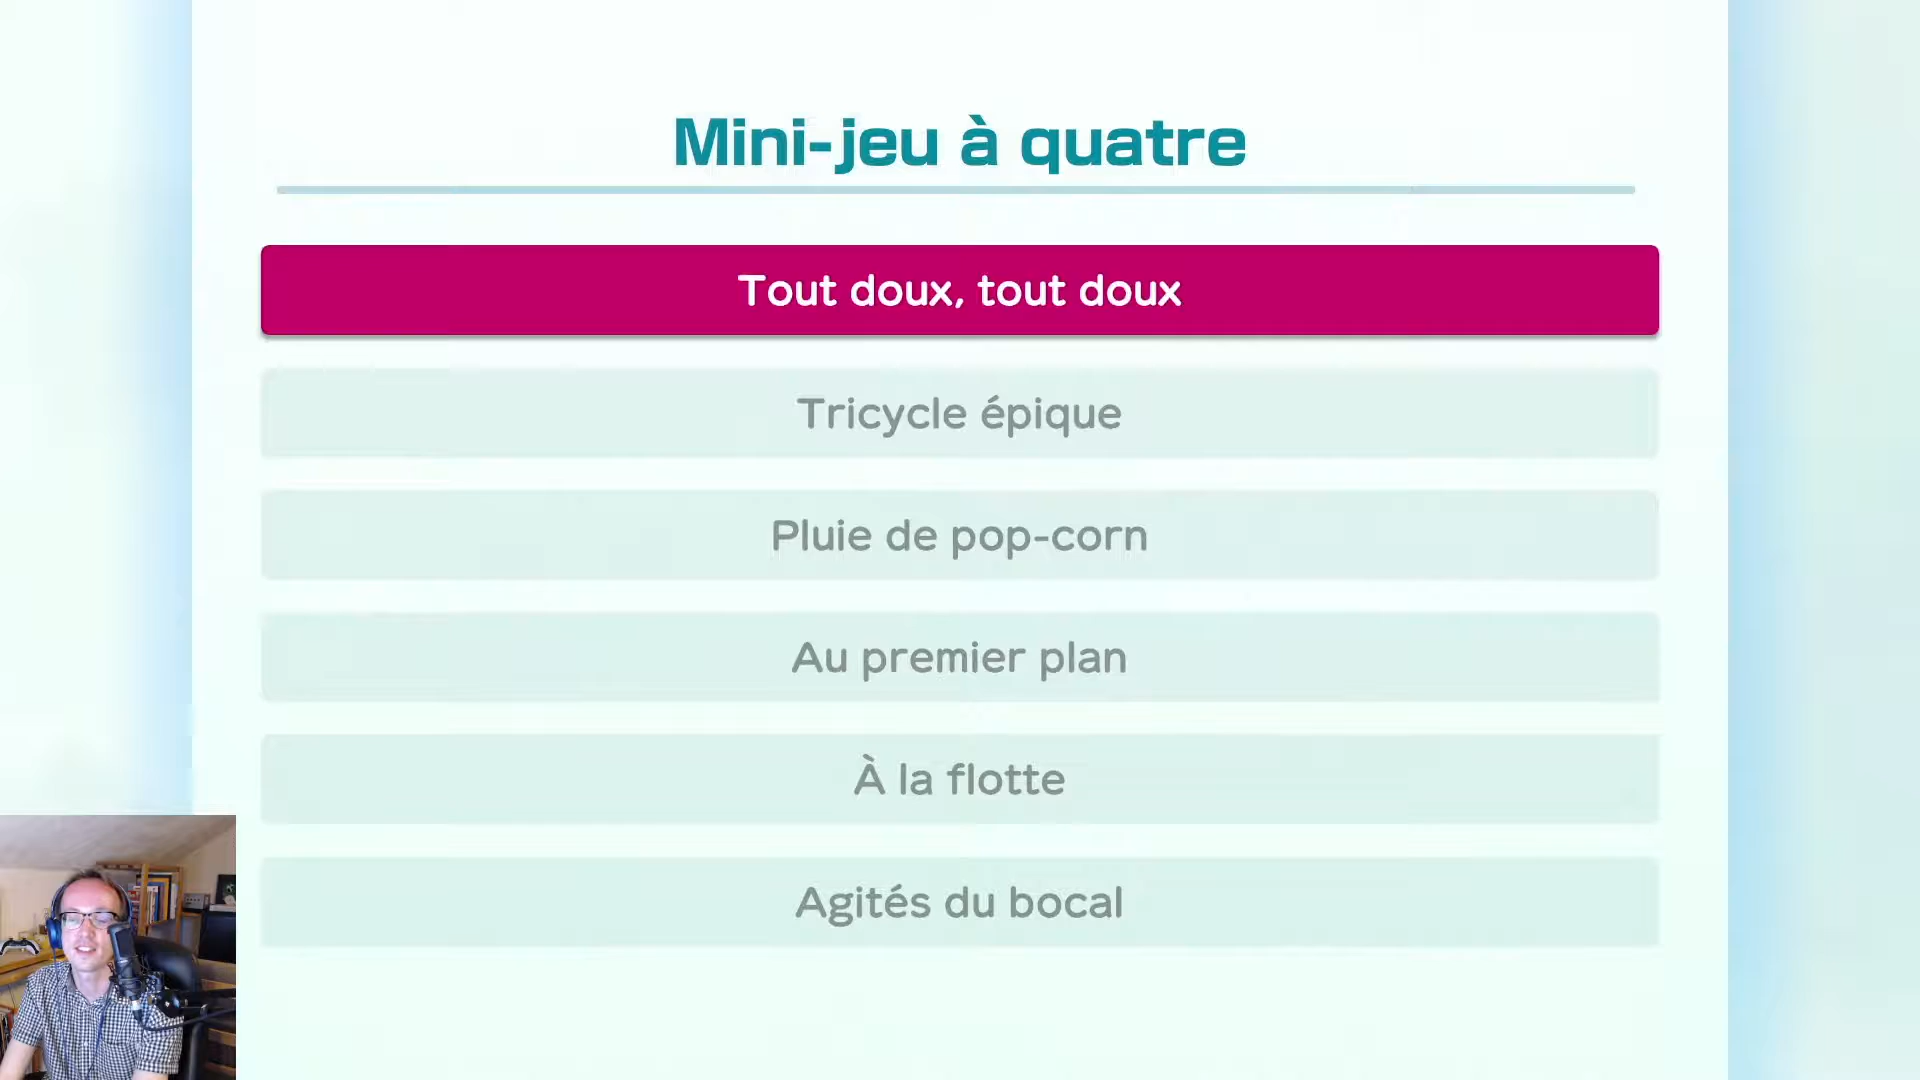 Mini-jeu à quatre
Tout doux, tout doux
Tricycle épique
Pluie de pop-corn
Au premier plan
À la flotte
Agités du bocal